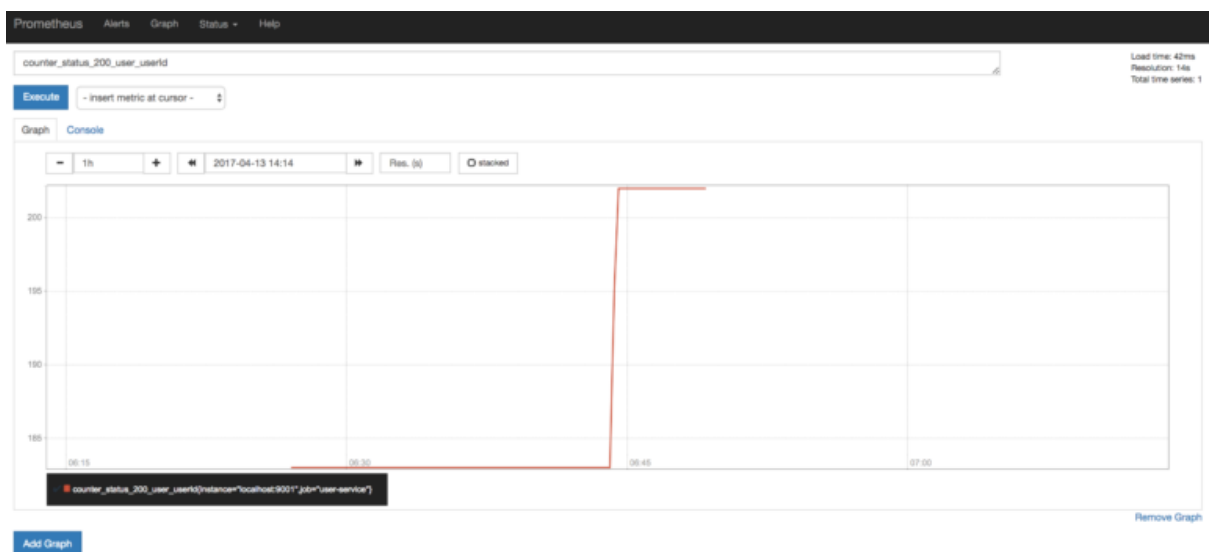 Prometheus Alerts Graph Status Help
counter_status_200_user_userId
Load time: 42ms
Resolution: 14s
Total time series: 1
Execute - insert metric at cursor -
Graph Console
− 1h + 2017-04-13 14:14 Res. (s) stacked
200
195
190
185
06:15 06:30 06:45 07:00
counter_status_200_user_userId{instance="localhost:9001",job="user-service"}
Remove Graph
Add Graph